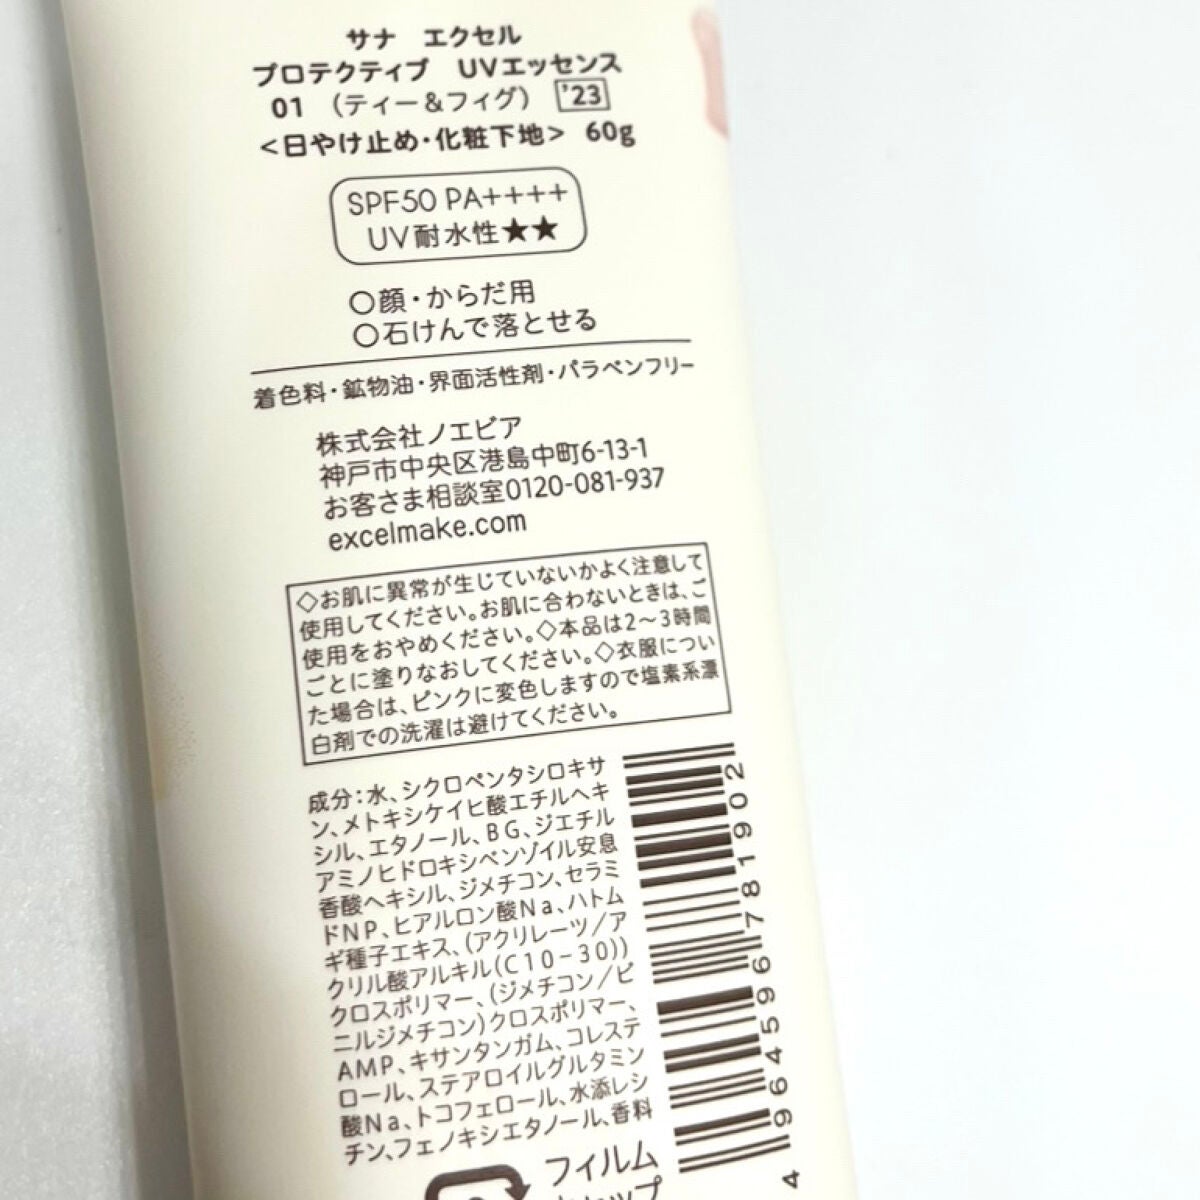 サナ エクセル
プロテクティブ UVエッセンス
01 （ティー＆フィグ） '23
<日やけ止め・化粧下地> 60g
SPF50 PA++++
UV耐水性★★
○顔・からだ用
○石けんで落とせる
着色料・鉱物油・界面活性剤・パラベンフリー
株式会社ノエビア
神戸市中央区港島中町6-13-1
お客さま相談室0120-081-937
excelmake.com
◇お肌に異常が生じていないかよく注意して
使用してください。お肌に合わないときは、ご
使用をおやめください。◇本品は2～3時間
ごとに塗りなおしてください。◇衣服につい
た場合は、ピンクに変色しますので塩素系漂
白剤での洗濯は避けてください。
成分：水、シクロペンタシロキサ
ン、メトキシケイヒ酸エチルヘキ
シル、エタノール、BG、ジエチル
アミノヒドロキシベンゾイル安息
香酸ヘキシル、ジメチコン、セラミ
ドNP、ヒアルロン酸Na、ハトム
ギ種子エキス、(アクリレーツ/ア
クリル酸アルキル(C10-30))
クロスポリマー、(ジメチコン/ビ
ニルジメチコン)クロスポリマー、
AMP、キサンタンガム、コレステ
ロール、ステアロイルグルタミン
酸Na、トコフェロール、水添レシ
チン、フェノキシエタノール、香料
4 964596 781902
フィルム
キャップ